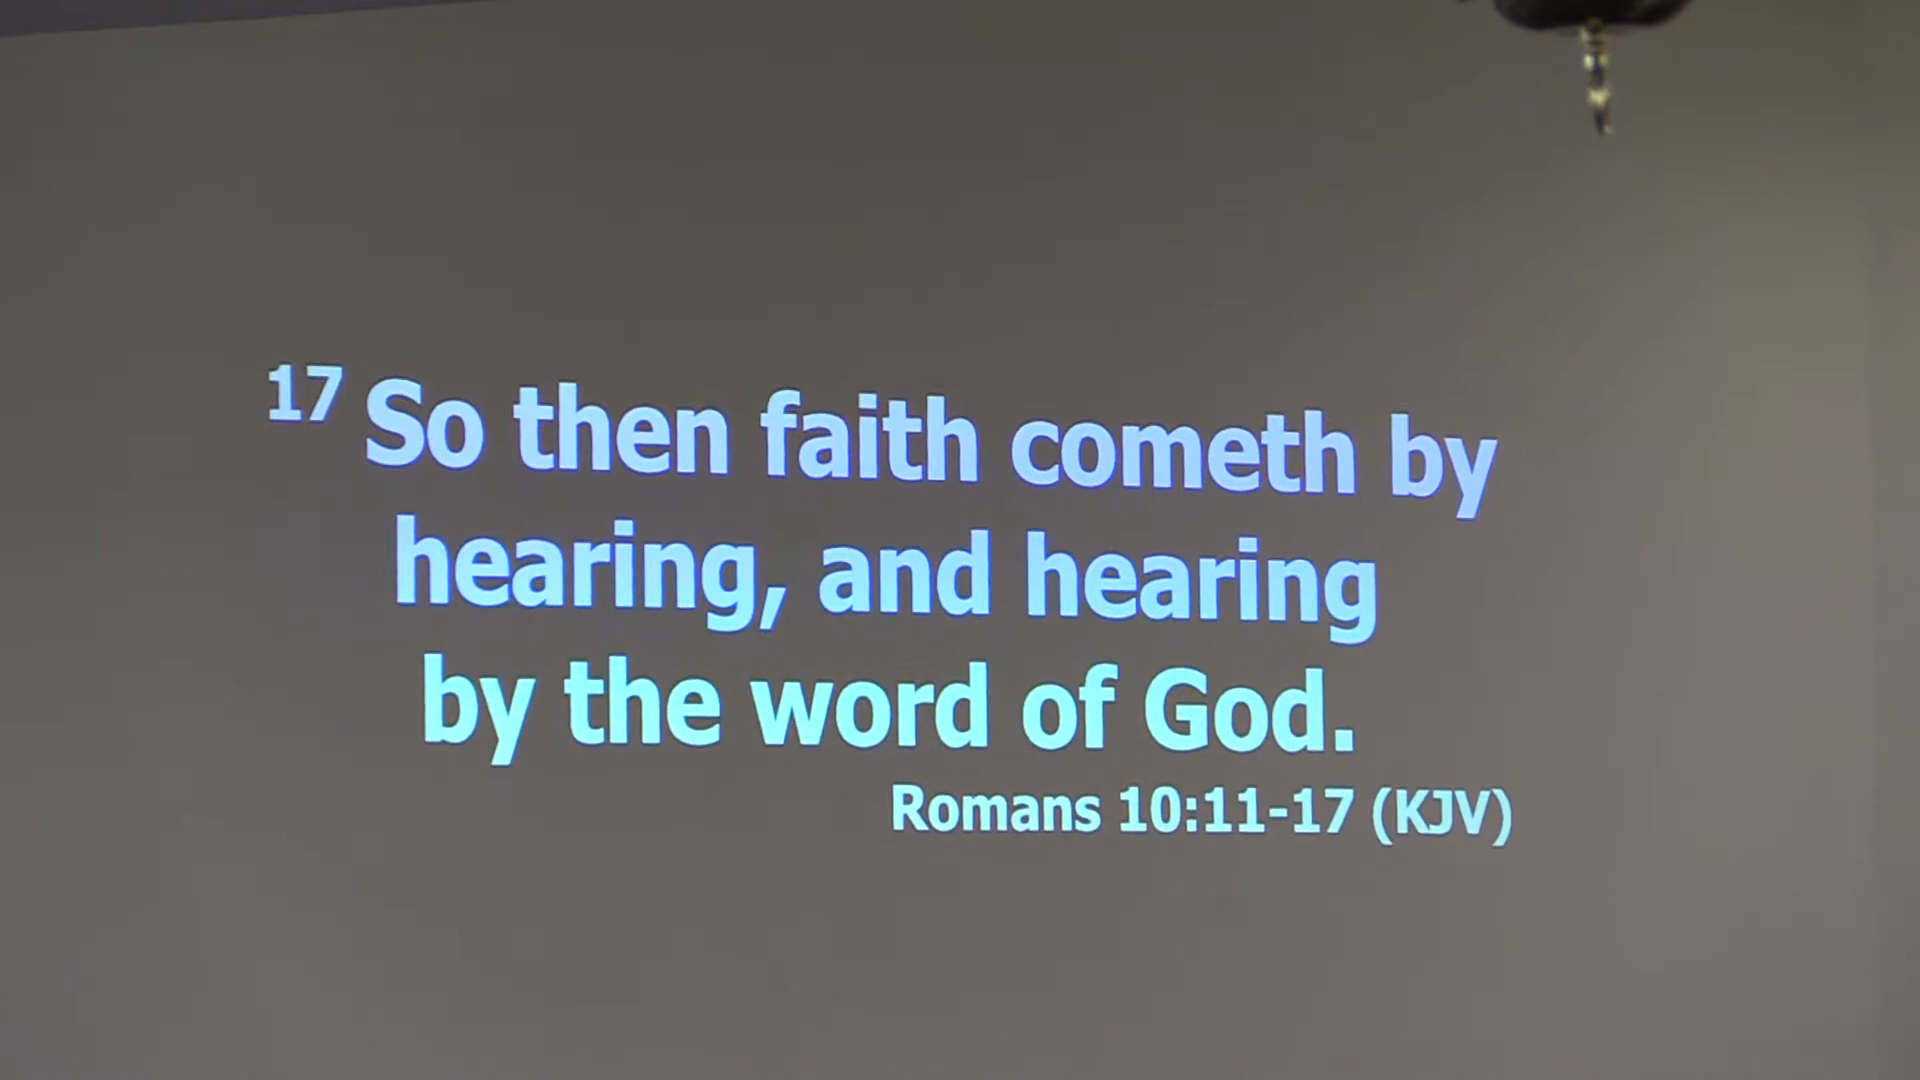 17 So then faith cometh by
hearing, and hearing
by the word of God.
Romans 10:11-17 (KJV)